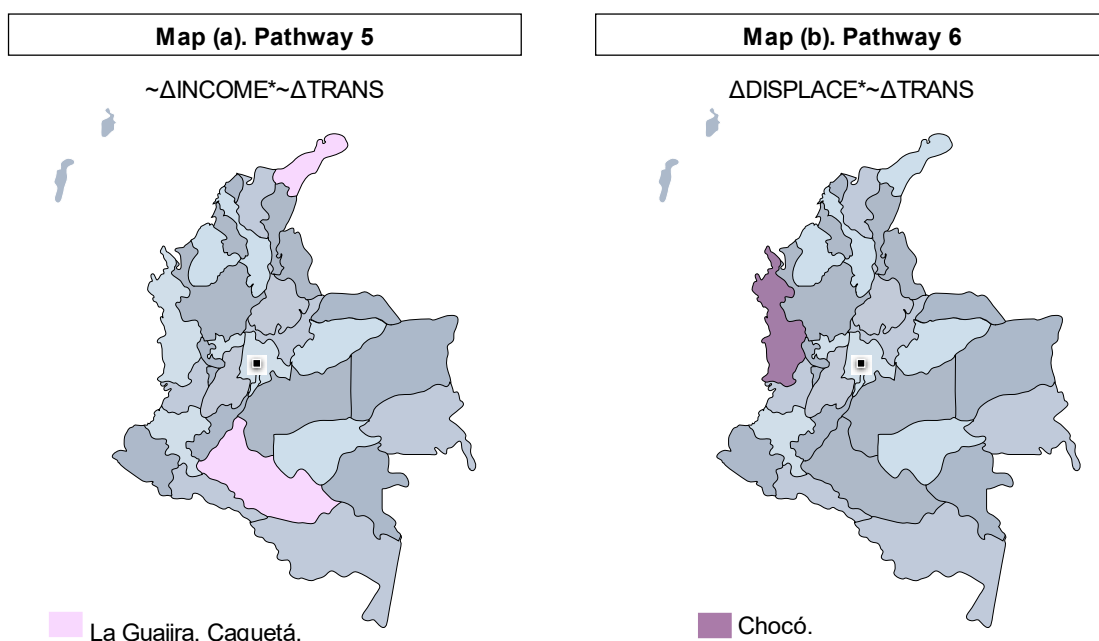 Map (a). Pathway 5
~ΔINCOME*~ΔTRANS
La Guajira, Caquetá.
Map (b). Pathway 6
ΔDISPLACE*~ΔTRANS
Chocó.